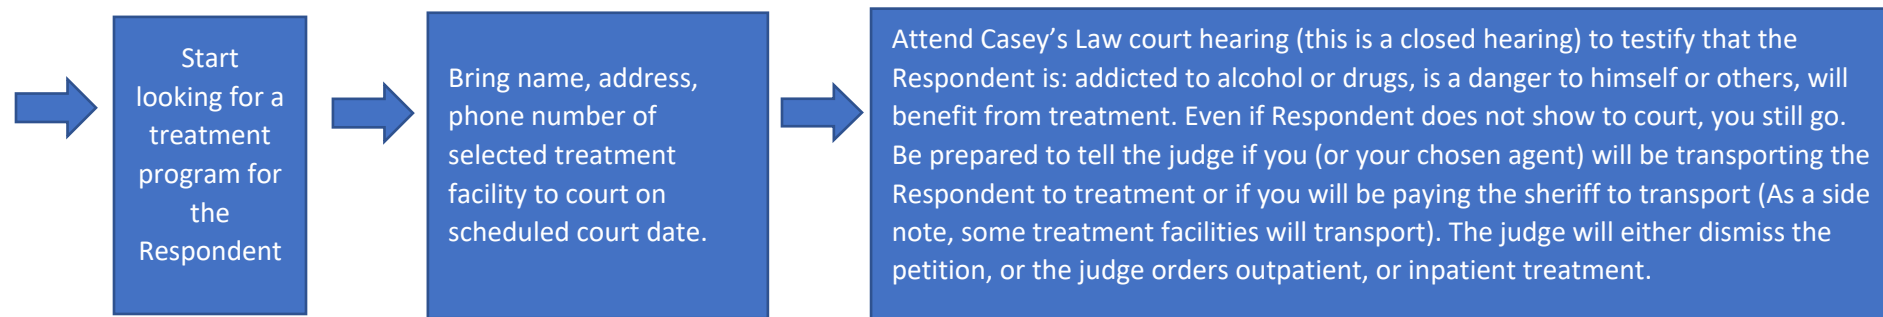 Start
looking for a
treatment
program for
the
Respondent
Bring name, address,
phone number of
selected treatment
facility to court on
scheduled court date.
Attend Casey’s Law court hearing (this is a closed hearing) to testify that the
Respondent is: addicted to alcohol or drugs, is a danger to himself or others, will
benefit from treatment. Even if Respondent does not show to court, you still go.
Be prepared to tell the judge if you (or your chosen agent) will be transporting the
Respondent to treatment or if you will be paying the sheriff to transport (As a side
note, some treatment facilities will transport). The judge will either dismiss the
petition, or the judge orders outpatient, or inpatient treatment.